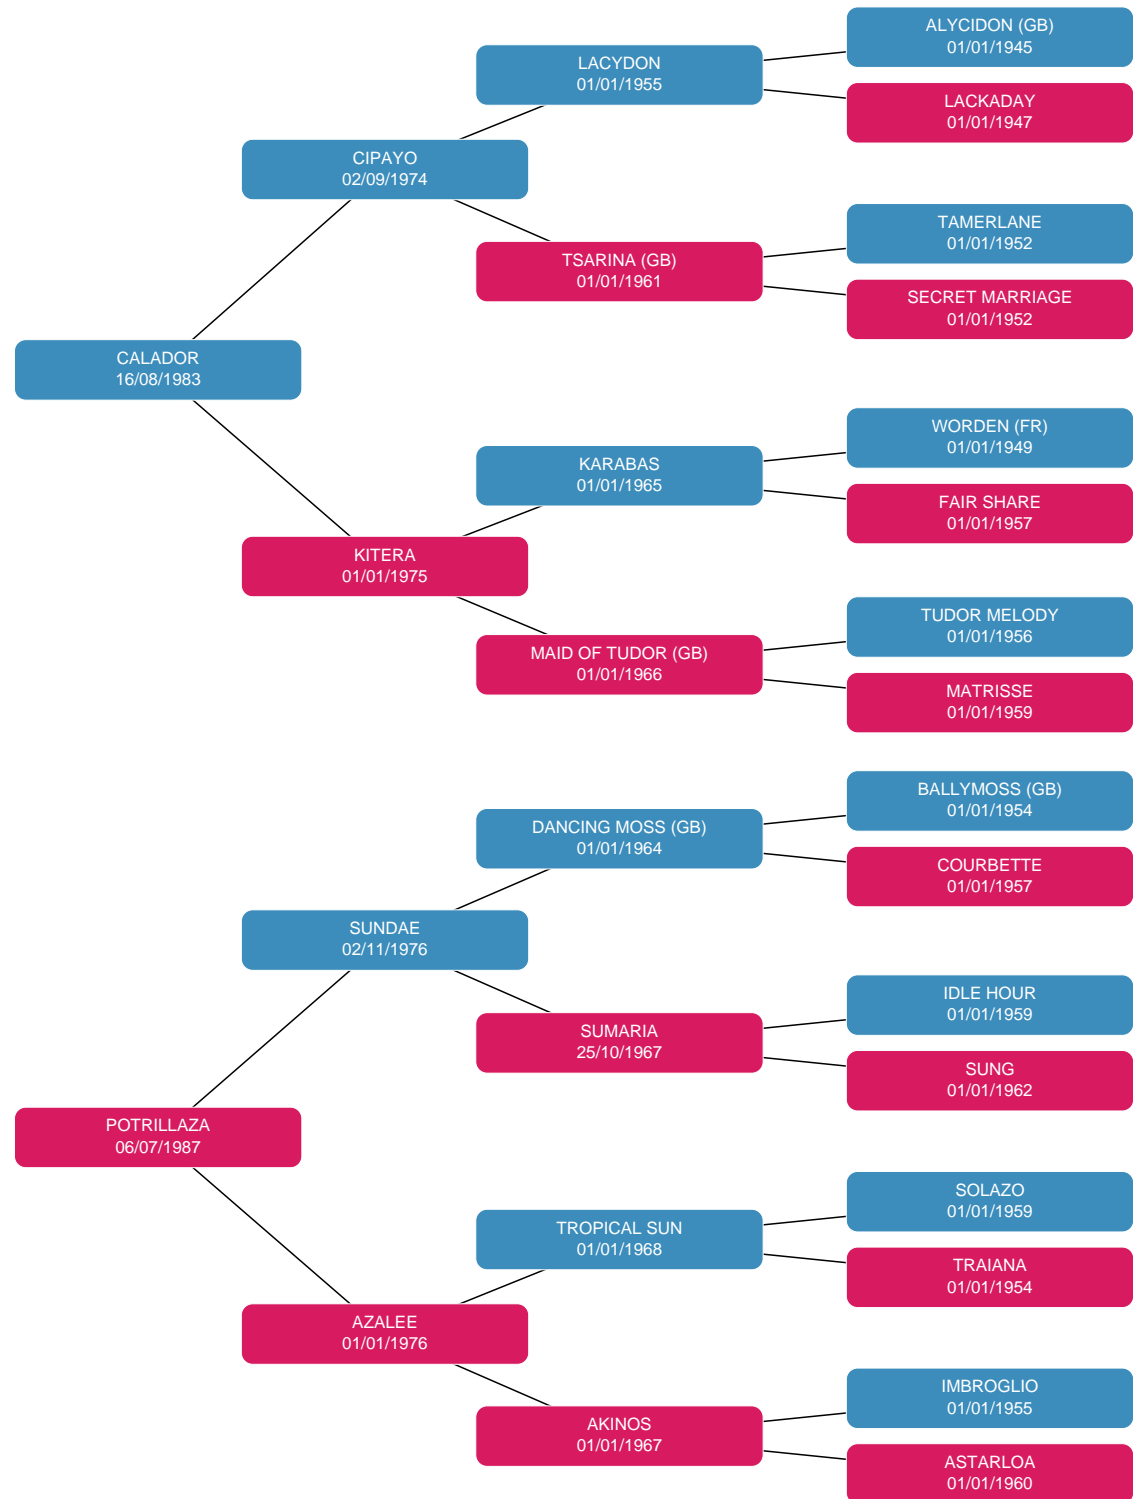 ALYCIDON (GB)
01/01/1945
LACYDON
01/01/1955
LACKADAY
01/01/1947
CIPAYO
02/09/1974
TAMERLANE
01/01/1952
TSARINA (GB)
01/01/1961
SECRET MARRIAGE
01/01/1952
CALADOR
16/08/1983
WORDEN (FR)
01/01/1949
KARABAS
01/01/1965
FAIR SHARE
01/01/1957
KITERA
01/01/1975
TUDOR MELODY
01/01/1956
MAID OF TUDOR (GB)
01/01/1966
MATRISSE
01/01/1959
BALLYMOSS (GB)
01/01/1954
DANCING MOSS (GB)
01/01/1964
COURBETTE
01/01/1957
SUNDAE
02/11/1976
IDLE HOUR
01/01/1959
SUMARIA
25/10/1967
SUNG
01/01/1962
POTRILLAZA
06/07/1987
SOLAZO
01/01/1959
TROPICAL SUN
01/01/1968
TRAIANA
01/01/1954
AZALEE
01/01/1976
IMBROGLIO
01/01/1955
AKINOS
01/01/1967
ASTARLOA
01/01/1960